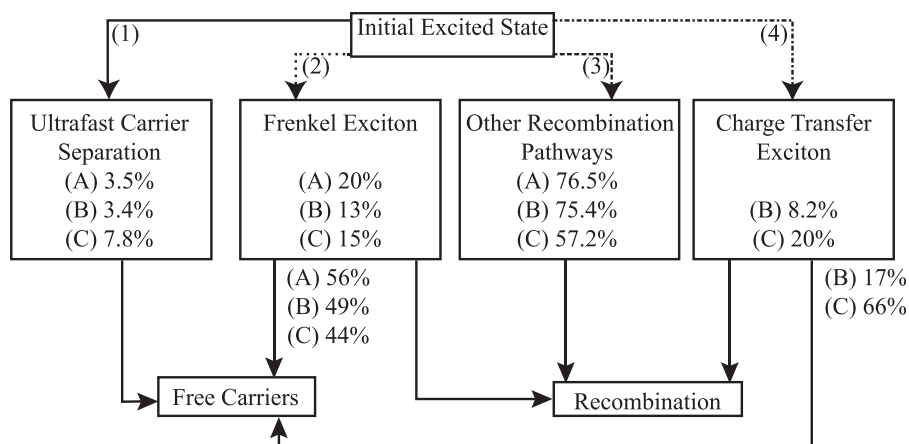 Initial Excited State
(1)
(2)
(3)
(4)
Ultrafast Carrier
Separation
(A) 3.5%
(B) 3.4%
(C) 7.8%
Frenkel Exciton
(A) 20%
(B) 13%
(C) 15%
Other Recombination
Pathways
(A) 76.5%
(B) 75.4%
(C) 57.2%
Charge Transfer
Exciton
(B) 8.2%
(C) 20%
(A) 56%
(B) 49%
(C) 44%
(B) 17%
(C) 66%
Free Carriers
Recombination